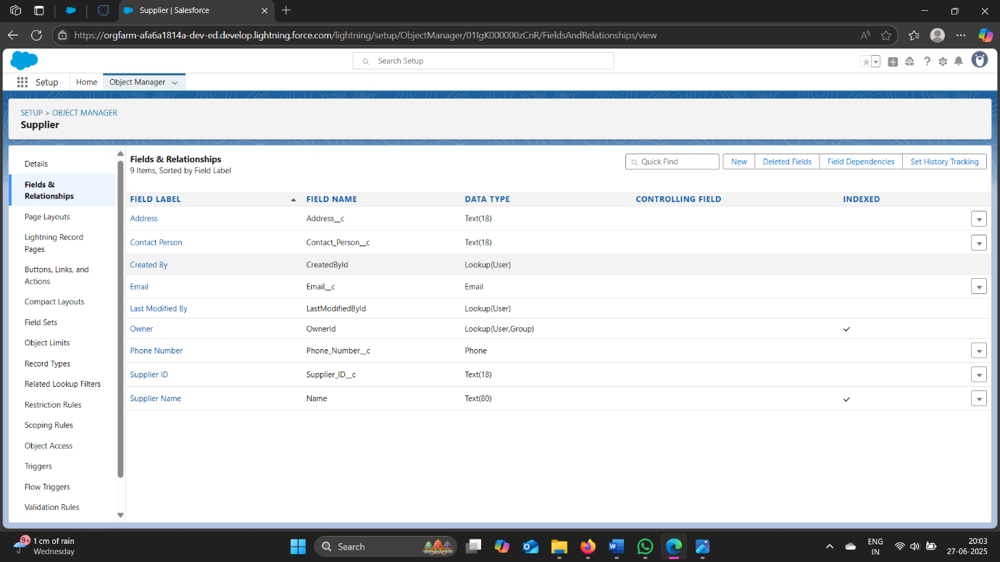 Supplier | Salesforce
https://orgfarm-afa6a1814a-dev-ed.develop.lightning.force.com/lightning/setup/ObjectManager/01IgK000000zCnR/FieldsAndRelationships/view
Search Setup
Setup Home Object Manager
SETUP > OBJECT MANAGER
Supplier
Details
Fields &
Relationships
Page Layouts
Lightning Record
Pages
Buttons, Links, and
Actions
Compact Layouts
Field Sets
Object Limits
Record Types
Related Lookup Filters
Restriction Rules
Scoping Rules
Object Access
Triggers
Flow Triggers
Validation Rules
Fields & Relationships
9 Items, Sorted by Field Label
Quick Find New Deleted Fields Field Dependencies Set History Tracking
FIELD LABEL FIELD NAME DATA TYPE CONTROLLING FIELD INDEXED
Address Address__c Text(18)
Contact Person Contact_Person__c Text(18)
Created By CreatedById Lookup(User)
Email Email__c Email
Last Modified By LastModifiedById Lookup(User)
Owner OwnerId Lookup(User,Group)
Phone Number Phone_Number__c Phone
Supplier ID Supplier_ID__c Text(18)
Supplier Name Name Text(80)
9+
1 cm of rain
Wednesday
Search
ENG
IN
20:03
27-06-2025